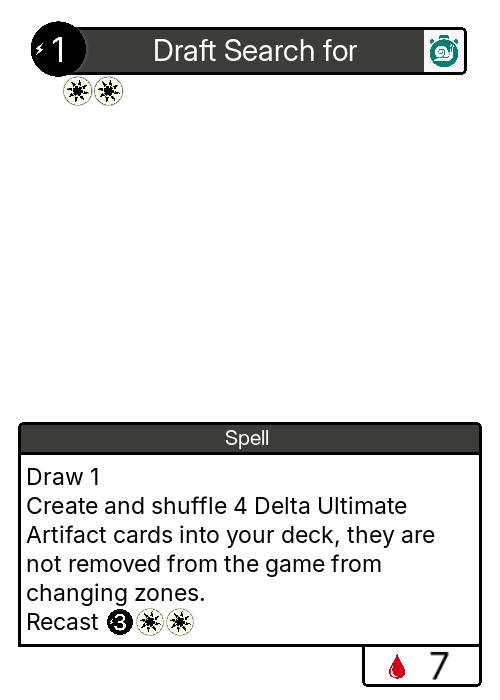 1 Draft Search for
Spell
Draw 1
Create and shuffle 4 Delta Ultimate
Artifact cards into your deck, they are
not removed from the game from
changing zones.
Recast 3
7